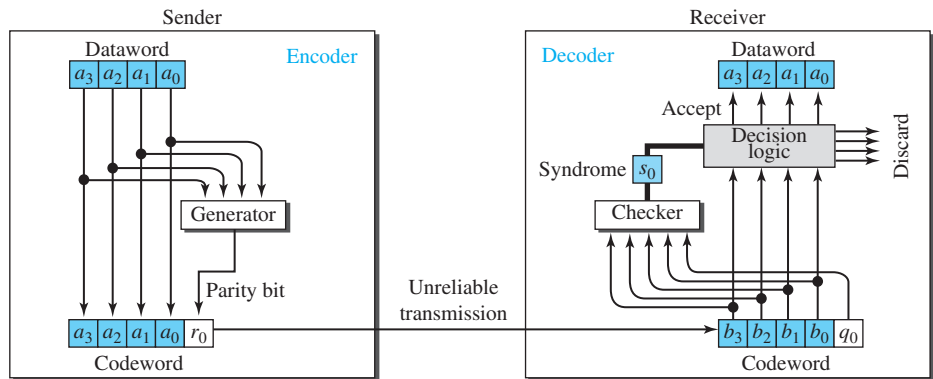 Sender
Encoder
Dataword
a3 a2 a1 a0
Generator
Parity bit
a3 a2 a1 a0 r0
Codeword
Unreliable
transmission
Receiver
Decoder
Dataword
a3 a2 a1 a0
Accept
Decision
logic
Discard
Syndrome s0
Checker
b3 b2 b1 b0 q0
Codeword